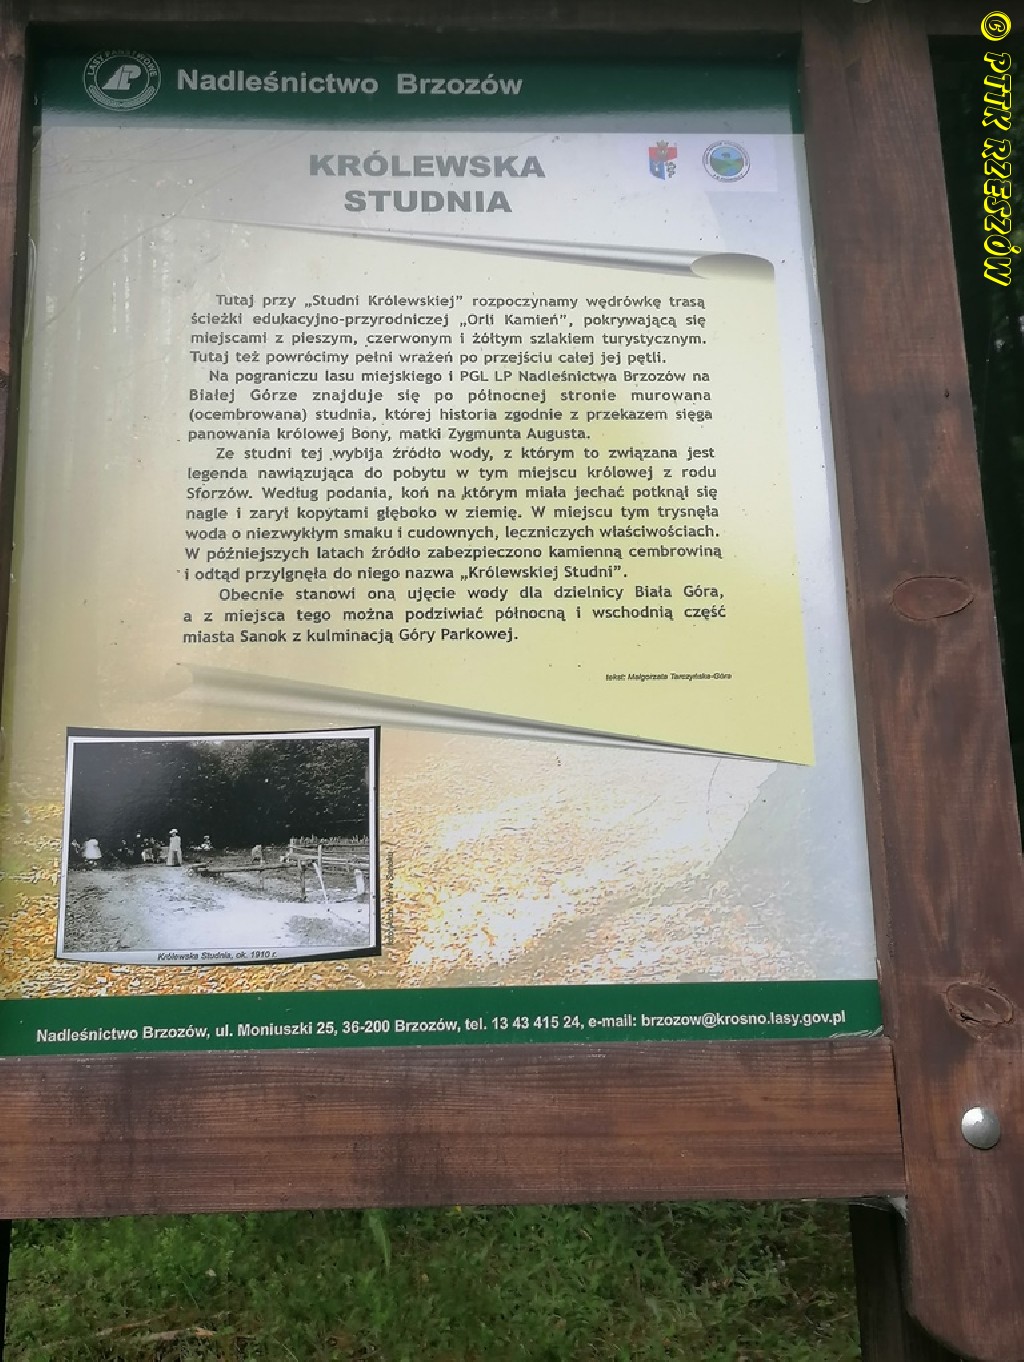 LASY PAŃSTWOWE
Nadleśnictwo Brzozów
KRÓLEWSKA
STUDNIA
Tutaj przy „Studni Królewskiej” rozpoczynamy wędrówkę trasą
ścieżki edukacyjno-przyrodniczej „Orli Kamień”, pokrywającą się
miejscami z pieszym, czerwonym i żółtym szlakiem turystycznym.
Tutaj też powrócimy pełni wrażeń po przejściu całej jej pętli.
Na pograniczu lasu miejskiego i PGL LP Nadleśnictwa Brzozów na
Białej Górze znajduje się po północnej stronie murowana
(ocembrowana) studnia, której historia zgodnie z przekazem sięga
panowania królowej Bony, matki Zygmunta Augusta.
Ze studni tej wybija źródło wody, z którym to związana jest
legenda nawiązująca do pobytu w tym miejscu królowej z rodu
Sforzów. Według podania, koń na którym miała jechać potknął się
nagle i zarył kopytami głęboko w ziemię. W miejscu tym trysnęła
woda o niezwykłym smaku i cudownych, leczniczych właściwościach.
W późniejszych latach źródło zabezpieczono kamienną cembrowiną
i odtąd przylgnęła do niego nazwa „Królewskiej Studni”.
Obecnie stanowi ona ujęcie wody dla dzielnicy Biała Góra,
a z miejsca tego można podziwiać północną i wschodnią część
miasta Sanok z kulminacją Góry Parkowej.
tekst: Małgorzata Tarczyńska-Góra
Królewska Studnia, ok. 1910 r.
Nadleśnictwo Brzozów, ul. Moniuszki 25, 36-200 Brzozów, tel. 13 43 415 24, e-mail: brzozow@krosno.lasy.gov.pl
© PTTK RZESZÓW